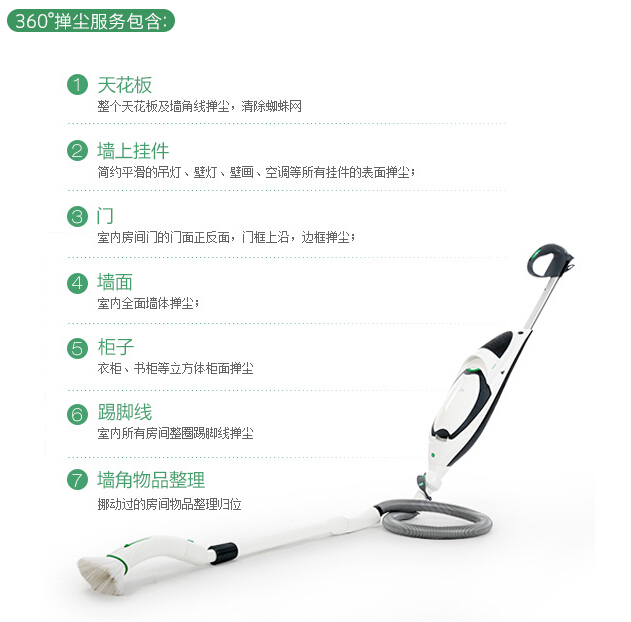 360°掸尘服务包含:
1 天花板
整个天花板及墙角线掸尘，清除蜘蛛网
2 墙上挂件
简约平滑的吊灯、壁灯、壁画、空调等所有挂件的表面掸尘；
3 门
室内房间门的门面正反面，门框上沿，边框掸尘；
4 墙面
室内全面墙体掸尘；
5 柜子
衣柜、书柜等立方体柜面掸尘
6 踢脚线
室内所有房间整圈踢脚线掸尘
7 墙角物品整理
挪动过的房间物品整理归位